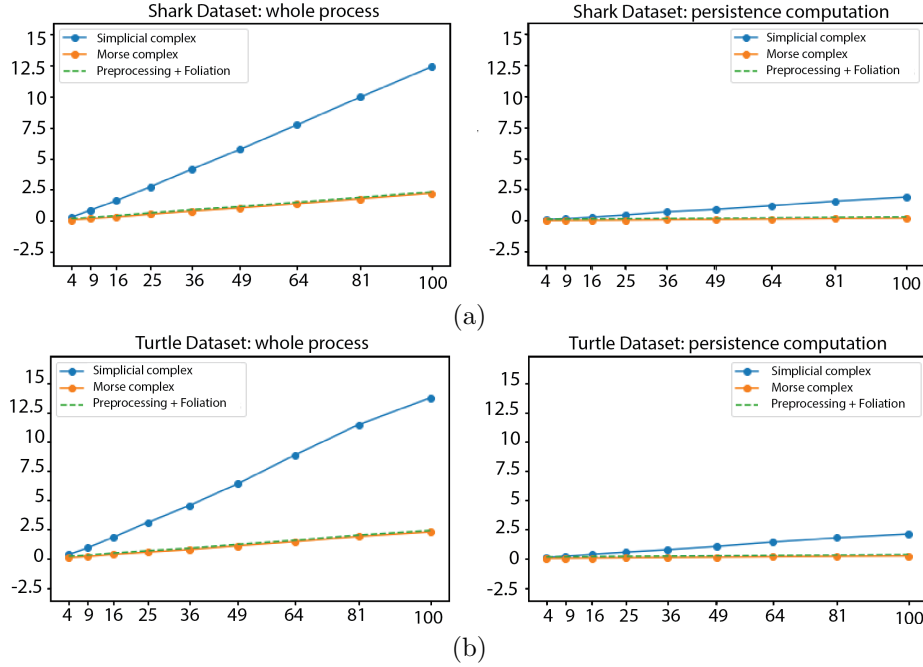 Shark Dataset: whole process
15
12.5
10
7.5
5
2.5
0
-2.5
Simplicial complex
Morse complex
Preprocessing + Foliation
4 9 16 25 36 49 64 81 100
Shark Dataset: persistence computation
15
12.5
10
7.5
5
2.5
0
-2.5
Simplicial complex
Morse complex
Preprocessing + Foliation
4 9 16 25 36 49 64 81 100
(a)
Turtle Dataset: whole process
15
12.5
10
7.5
5
2.5
0
-2.5
Simplicial complex
Morse complex
Preprocessing + Foliation
4 9 16 25 36 49 64 81 100
Turtle Dataset: persistence computation
15
12.5
10
7.5
5
2.5
0
-2.5
Simplicial complex
Morse complex
Preprocessing + Foliation
4 9 16 25 36 49 64 81 100
(b)